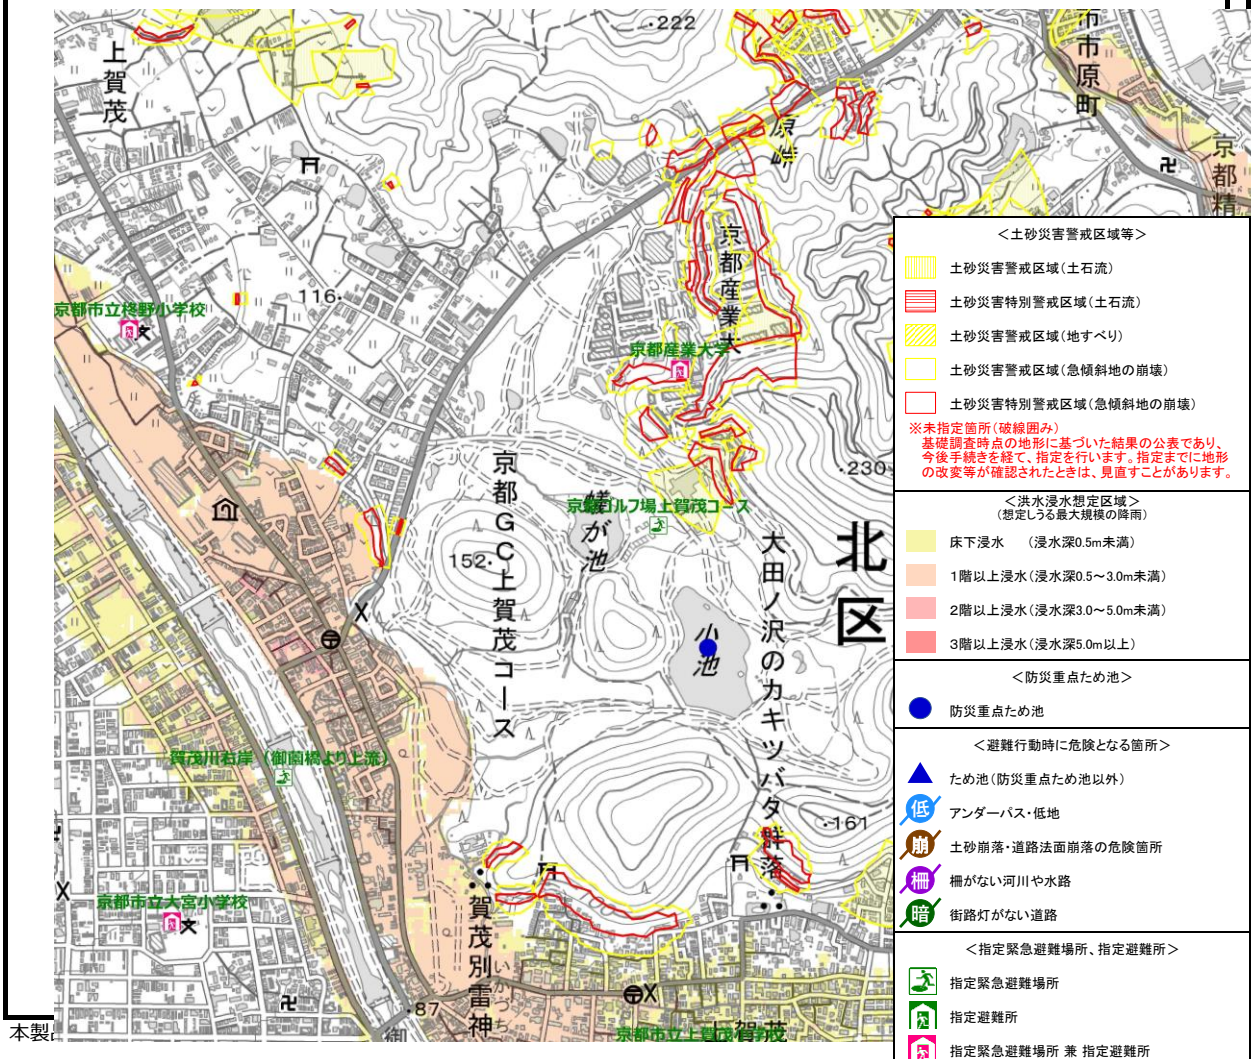 上賀茂
・222
市市原町
京都精
原峠
京都産業大
京都市立柊野小学校
116・
京都産業大学
・230
京都ゴルフ場上賀茂コース
蟻が池
京都GC上賀茂コース
152・
北区
大田ノ沢のカキツバタ群落
小池
賀茂川右岸（御薗橋より上流）
・161
京都市立大宮小学校
賀茂別雷神
いかづち
・87
御
京都市立上賀茂小学校
本製
＜土砂災害警戒区域等＞
土砂災害警戒区域（土石流）
土砂災害特別警戒区域（土石流）
土砂災害警戒区域（地すべり）
土砂災害警戒区域（急傾斜地の崩壊）
土砂災害特別警戒区域（急傾斜地の崩壊）
※未指定箇所（破線囲み）
基礎調査時点の地形に基づいた結果の公表であり、
今後手続きを経て、指定を行います。指定までに地形
の改変等が確認されたときは、見直すことがあります。
＜洪水浸水想定区域＞
（想定しうる最大規模の降雨）
床下浸水　（浸水深0.5m未満）
1階以上浸水（浸水深0.5～3.0m未満）
2階以上浸水（浸水深3.0～5.0m未満）
3階以上浸水（浸水深5.0m以上）
＜防災重点ため池＞
防災重点ため池
＜避難行動時に危険となる箇所＞
ため池（防災重点ため池以外）
低 アンダーパス・低地
崩 土砂崩落・道路法面崩落の危険箇所
柵 柵がない河川や水路
暗 街路灯がない道路
＜指定緊急避難場所、指定避難所＞
指定緊急避難場所
指定避難所
指定緊急避難場所 兼 指定避難所